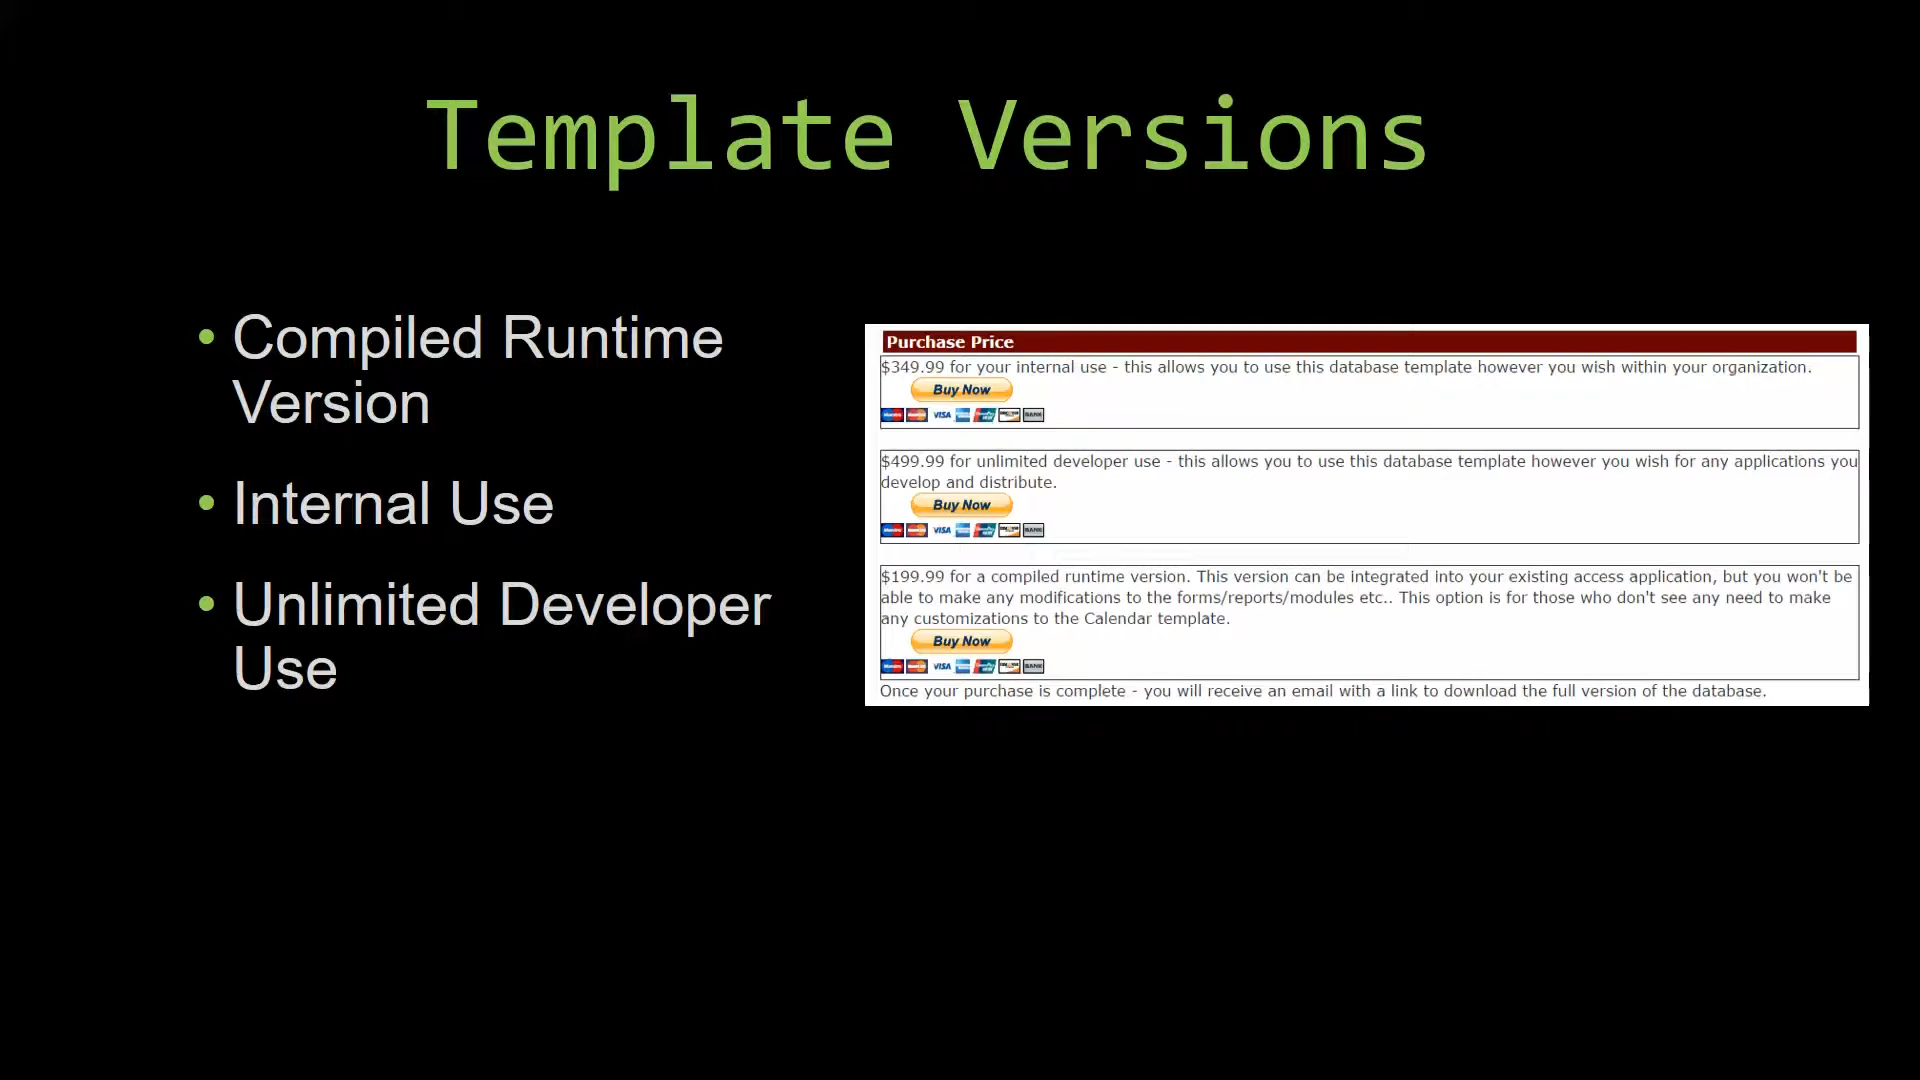 Template Versions
• Compiled Runtime
Version
• Internal Use
• Unlimited Developer
Use
Purchase Price
$349.99 for your internal use - this allows you to use this database template however you wish within your organization.
Buy Now
VISA BANK
$499.99 for unlimited developer use - this allows you to use this database template however you wish for any applications you
develop and distribute.
Buy Now
VISA BANK
$199.99 for a compiled runtime version. This version can be integrated into your existing access application, but you won't be
able to make any modifications to the forms/reports/modules etc.. This option is for those who don't see any need to make
any customizations to the Calendar template.
Buy Now
VISA BANK
Once your purchase is complete - you will receive an email with a link to download the full version of the database.